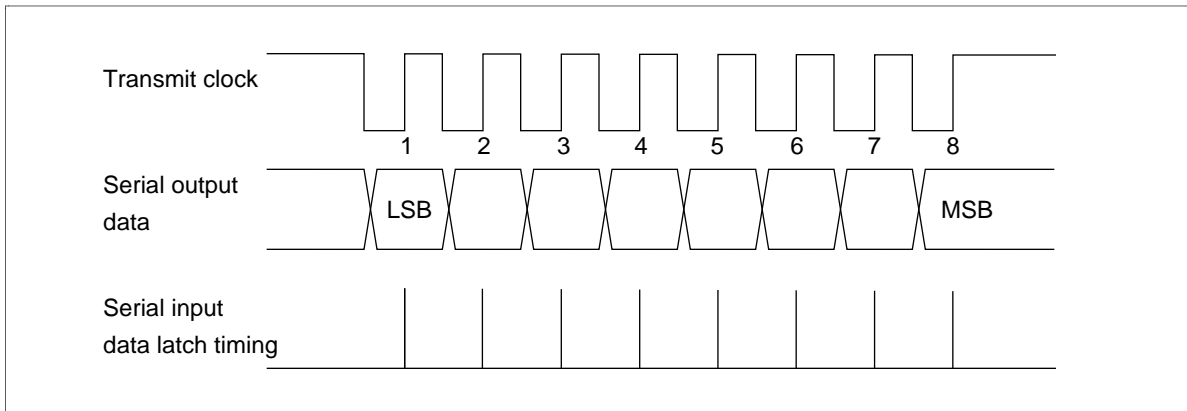 Transmit clock
1 2 3 4 5 6 7 8
Serial output
data
LSB
MSB
Serial input
data latch timing